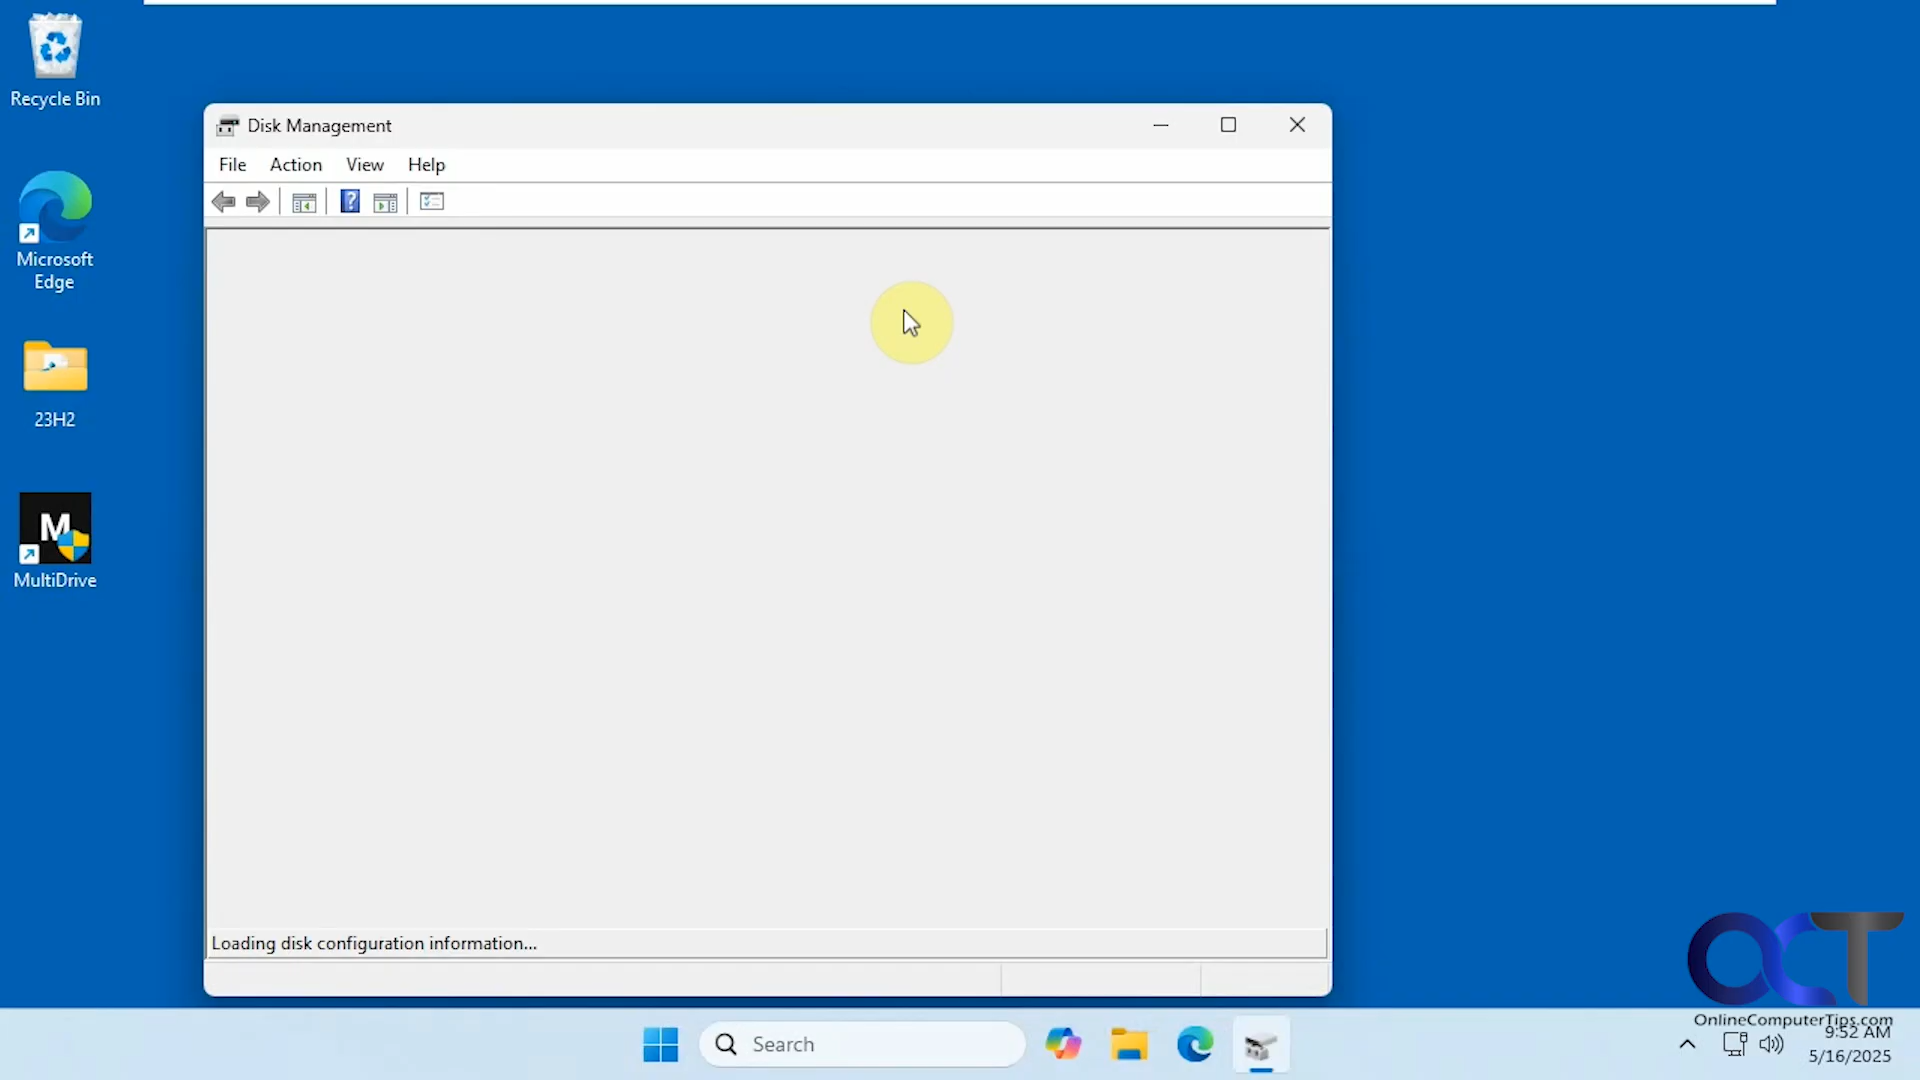 Recycle Bin
Microsoft
Edge
23H2
M
MultiDrive
Disk Management
File Action View Help
?
Loading disk configuration information...
Search
OCT
OnlineComputerTips.com
9:52 AM
5/16/2025